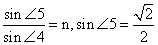 sin∠5/sin∠4 = n, sin∠5 = √2/2